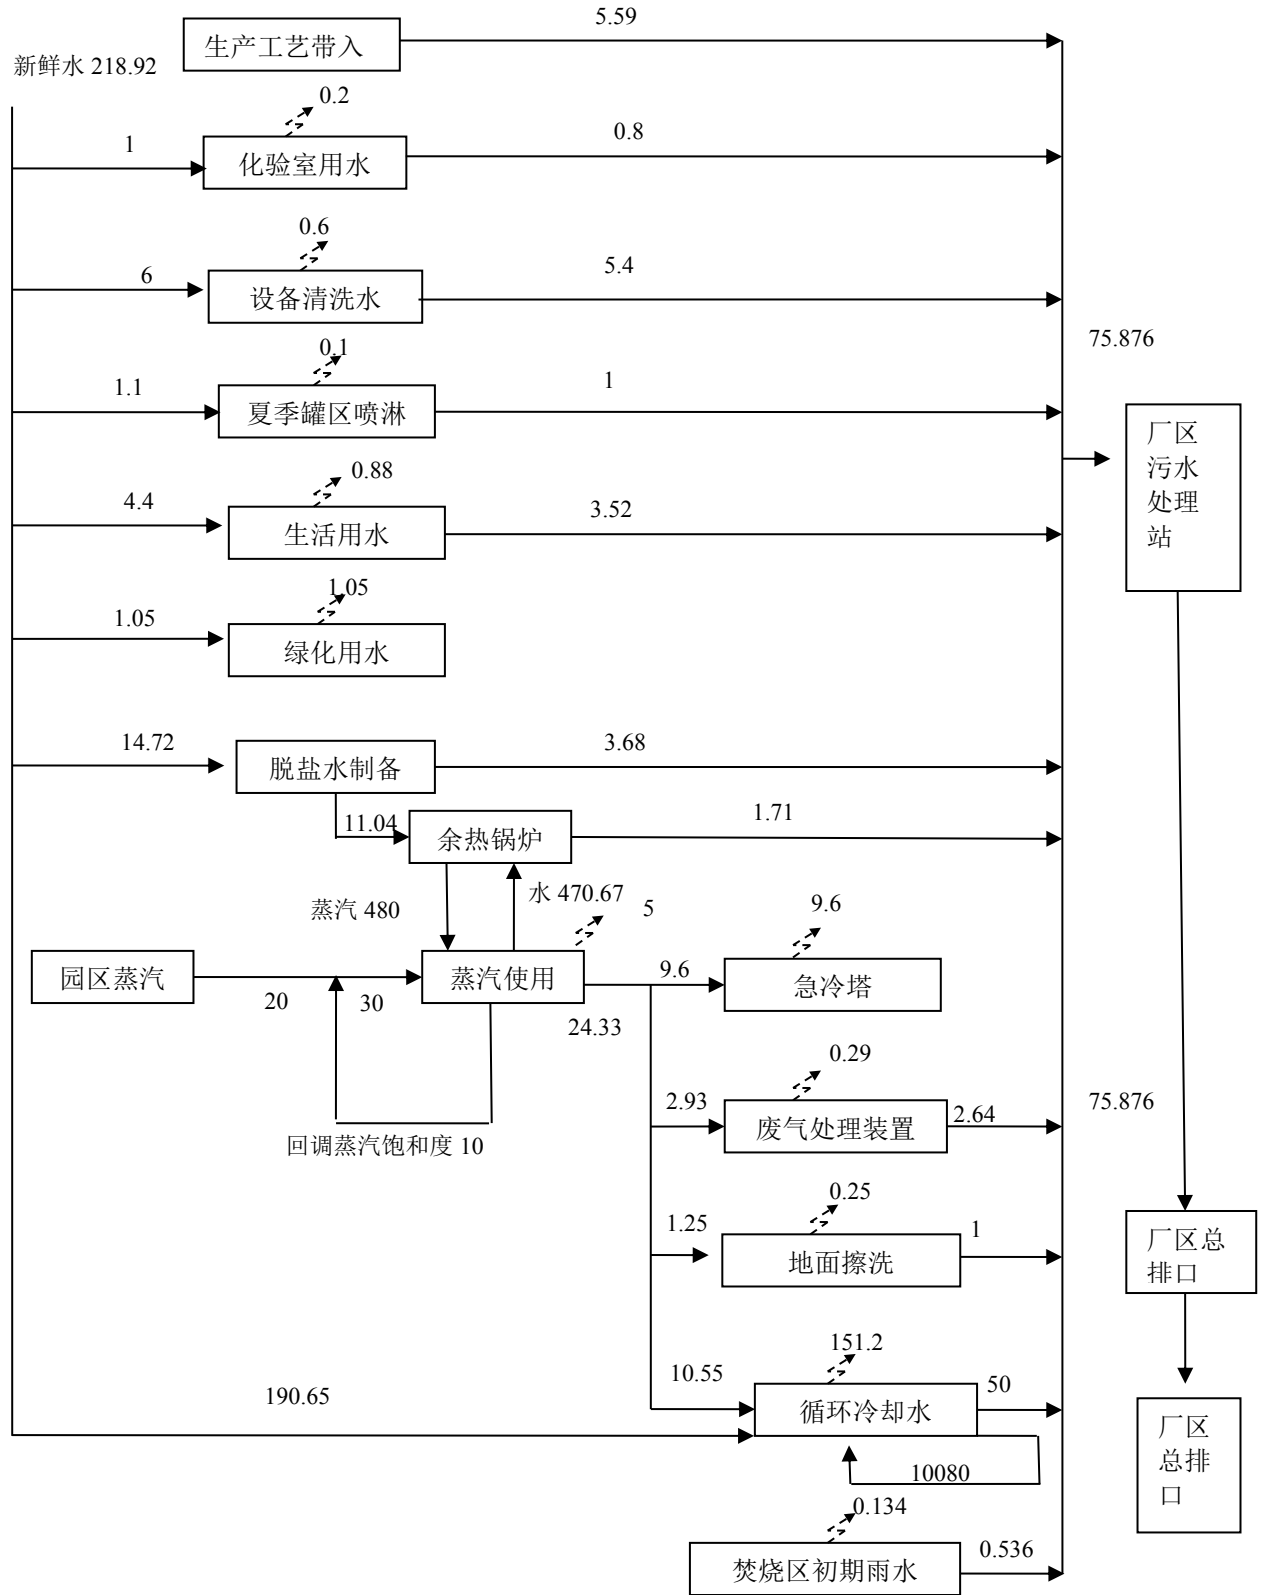 5.59
生产工艺带入
新鲜水 218.92
0.2
1
化验室用水
0.8
0.6
6
设备清洗水
5.4
75.876
0.1
1.1
夏季罐区喷淋
1
厂区
污水
处理
站
0.88
4.4
生活用水
3.52
1.05
1.05
绿化用水
14.72
脱盐水制备
3.68
11.04
余热锅炉
1.71
蒸汽 480
水 470.67
5
9.6
园区蒸汽
20
30
蒸汽使用
9.6
急冷塔
24.33
0.29
2.93
废气处理装置
2.64
75.876
回调蒸汽饱和度 10
0.25
1.25
地面擦洗
1
厂区总
排口
151.2
190.65
10.55
循环冷却水
50
10080
厂区
总排
口
0.134
焚烧区初期雨水
0.536